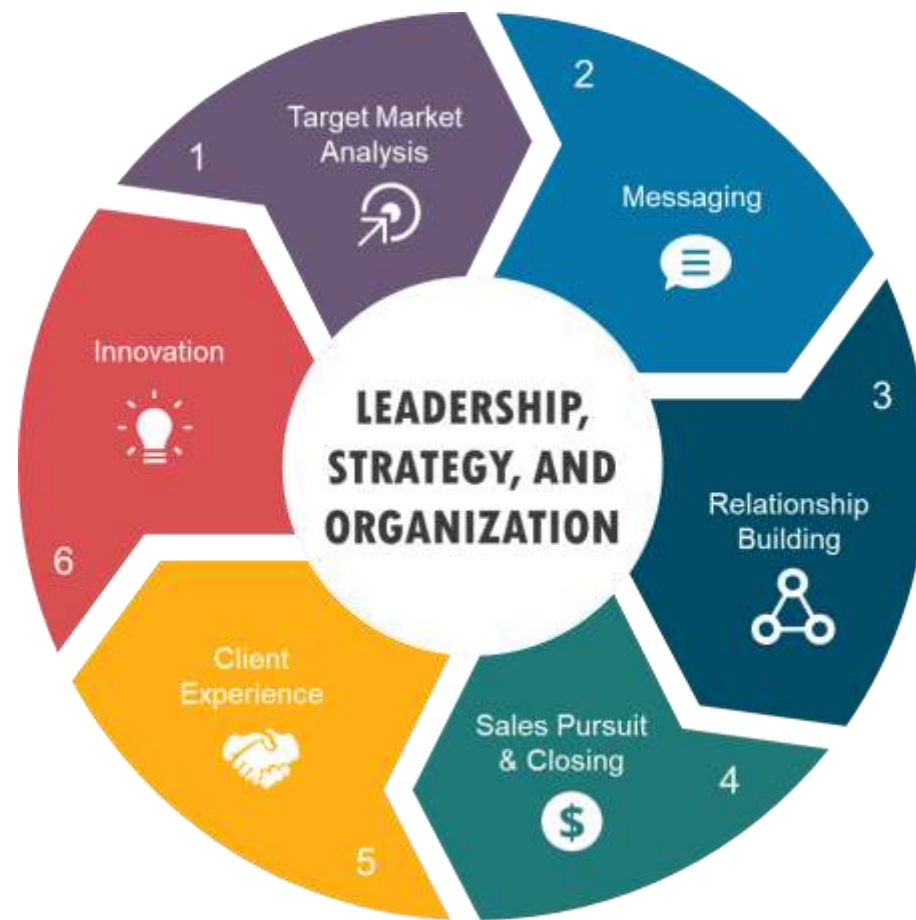 1
Target Market
Analysis
2
Messaging
3
Relationship
Building
4
Sales Pursuit
& Closing
$
5
Client
Experience
6
Innovation
LEADERSHIP,
STRATEGY, AND
ORGANIZATION